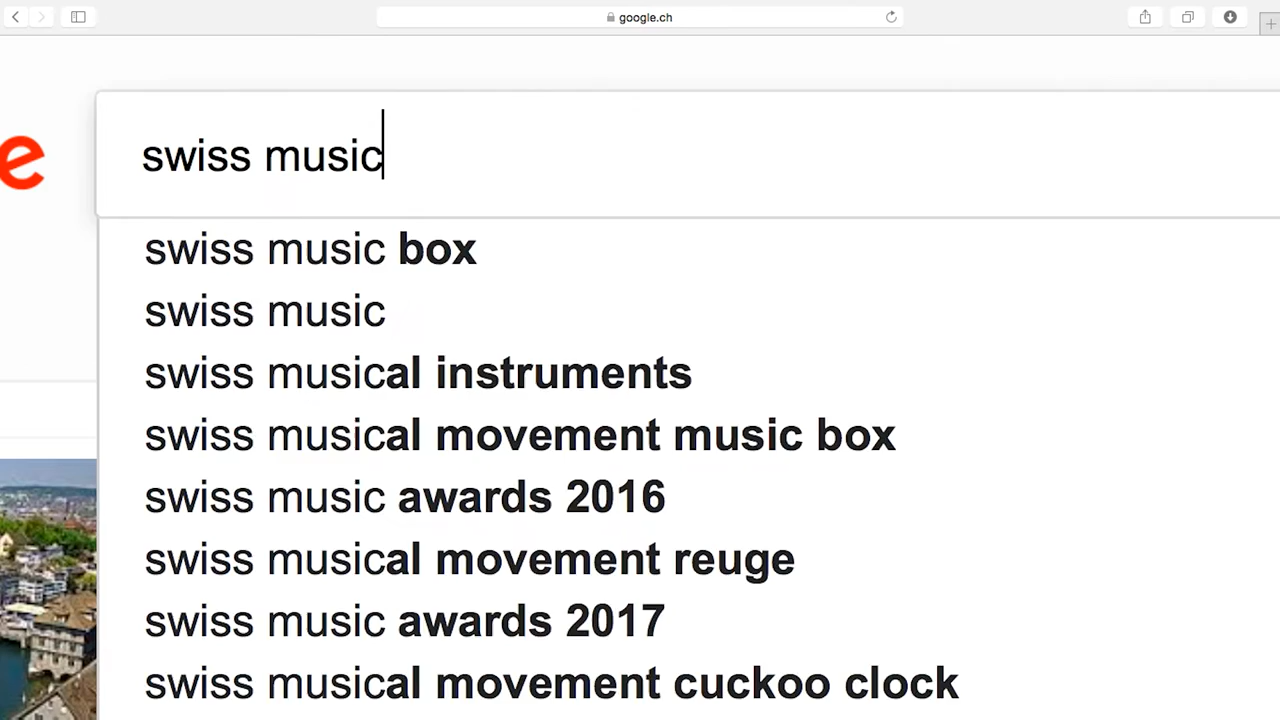 google.ch
e
swiss music
swiss music box
swiss music
swiss musical instruments
swiss musical movement music box
swiss music awards 2016
swiss musical movement reuge
swiss music awards 2017
swiss musical movement cuckoo clock